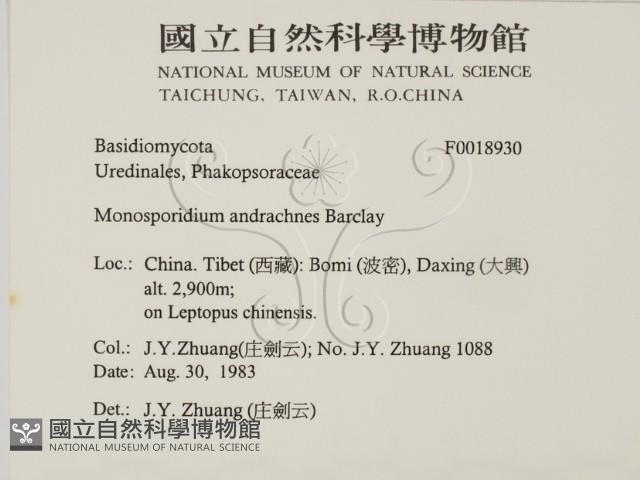 國立自然科學博物館
NATIONAL MUSEUM OF NATURAL SCIENCE
TAICHUNG, TAIWAN, R.O.CHINA
Basidiomycota F0018930
Uredinales, Phakopsoraceae
Monosporidium andrachnes Barclay
Loc.: China. Tibet (西藏): Bomi (波密), Daxing (大興)
alt. 2,900m;
on Leptopus chinensis.
Col.: J.Y.Zhuang(庄劍云); No. J.Y. Zhuang 1088
Date: Aug. 30, 1983
Det.: J.Y. Zhuang (庄劍云)
國立自然科學博物館
NATIONAL MUSEUM OF NATURAL SCIENCE